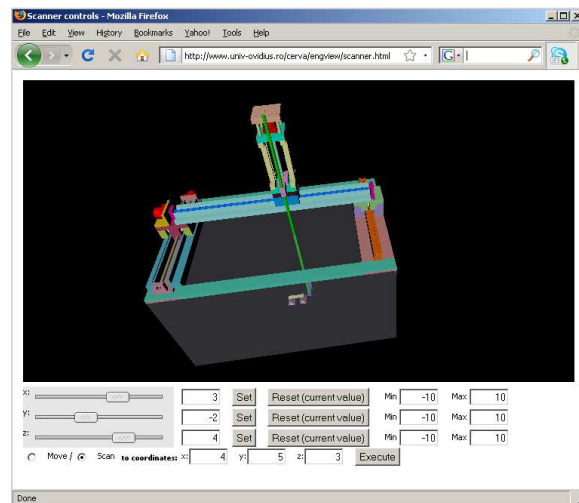 Scanner controls - Mozilla Firefox
File Edit View History Bookmarks Yahoo! Tools Help
http://www.univ-ovidius.ro/cerva/engview/scanner.html G
x: 3 Set Reset (current value) Min -10 Max 10
y: -2 Set Reset (current value) Min -10 Max 10
z: 4 Set Reset (current value) Min -10 Max 10
Move / Scan to coordinates: x: 4 y: 5 z: 3 Execute
Done